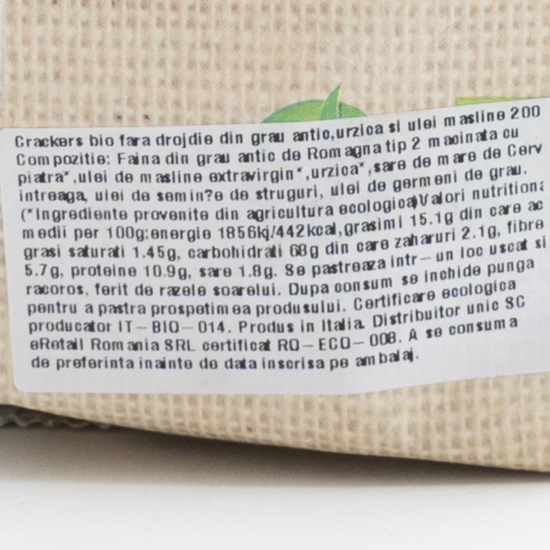 Crackers bio fara drojdie din grau antic,urzica si ulei masline 200
Compozitie: Faina din grau antic de Romagna tip 2 macinata cu
piatra*,ulei de masline extravirgin*,urzica*,sare de mare de Cerv
intreaga, ulei de semin?e de struguri, ulei de germeni de grau.
(*Ingrediente provenite din agricultura ecologica)Valori nutritiona
medii per 100g:energie 1856kj/442kcal,grasimi 15.1g din care ac
grasi saturati 1.45g, carbohidrati 68g din care zaharuri 2.1g, fibre
5.7g, proteine 10.9g, sare 1.8g. Se pastreaza intr-un loc uscat si
racoros, ferit de razele soarelui. Dupa consum se inchide punga
pentru a pastra prospetimea produsului. Certificare ecologica
producator IT-BIO-014. Produs in Italia. Distribuitor unic SC
eRetail Romania SRL certificat RO-ECO-008. A se consuma
de preferinta inainte de data inscrisa pe ambalaj.